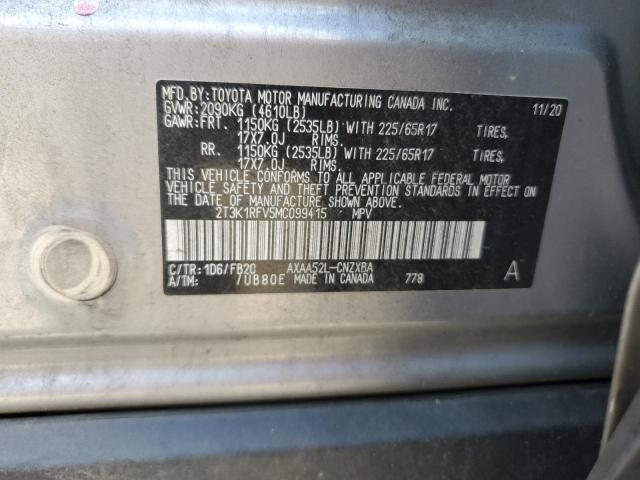 MFD.BY:TOYOTA MOTOR MANUFACTURING CANADA INC. 11/20
GVWR:2090KG (4610LB)
GAWR:FRT. 1150KG (2535LB) WITH 225/65R17 TIRES,
17X7.0J RIMS.
RR. 1150KG (2535LB) WITH 225/65R17 TIRES,
17X7.0J RIMS.
THIS VEHICLE CONFORMS TO ALL APPLICABLE FEDERAL MOTOR
VEHICLE SAFETY AND THEFT PREVENTION STANDARDS IN EFFECT
ON THE DATE OF MANUFACTURE SHOWN ABOVE.
2T3K1RFV5MC099415 MPV
C/TR:1D6/FB20 AXAA52L-CNZXBA A
A/TM: /UB80E MADE IN CANADA 778